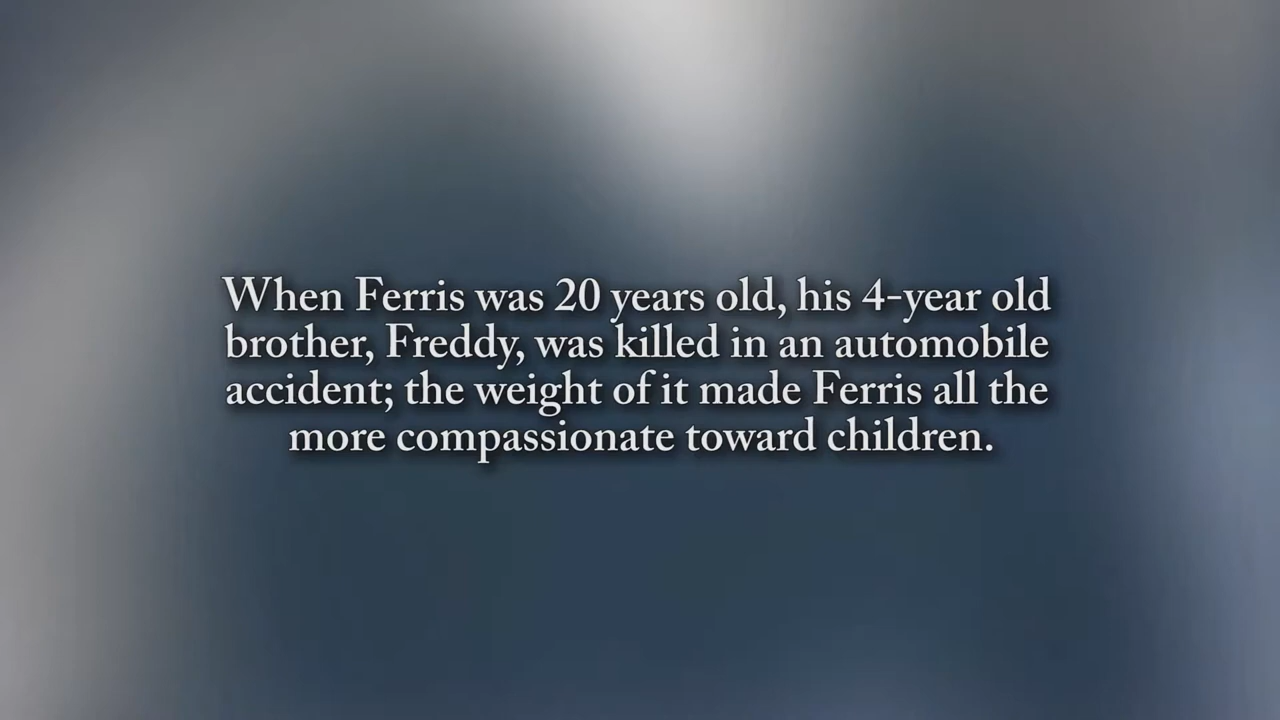 When Ferris was 20 years old, his 4-year old
brother, Freddy, was killed in an automobile
accident; the weight of it made Ferris all the
more compassionate toward children.